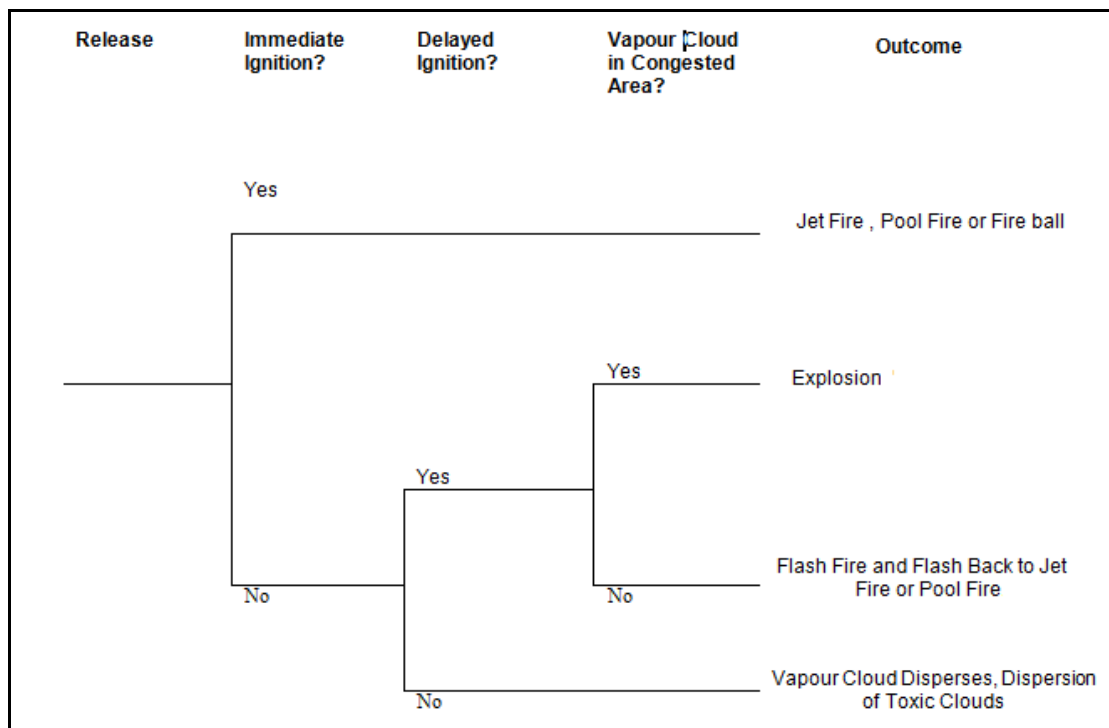 Release
Immediate
Ignition?
Delayed
Ignition?
Vapour Cloud
in Congested
Area?
Outcome
Yes
Jet Fire , Pool Fire or Fire ball
Yes
Explosion
Yes
No
No
Flash Fire and Flash Back to Jet
Fire or Pool Fire
No
Vapour Cloud Disperses, Dispersion
of Toxic Clouds